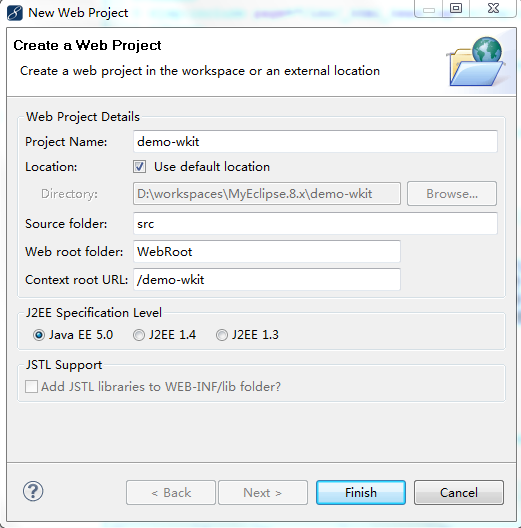 New Web Project
Create a Web Project
Create a web project in the workspace or an external location
Web Project Details
Project Name: demo-wkit
Location: Use default location
Directory: D:\workspaces\MyEclipse.8.x\demo-wkit Browse...
Source folder: src
Web root folder: WebRoot
Context root URL: /demo-wkit
J2EE Specification Level
Java EE 5.0 J2EE 1.4 J2EE 1.3
JSTL Support
Add JSTL libraries to WEB-INF/lib folder?
? < Back Next > Finish Cancel